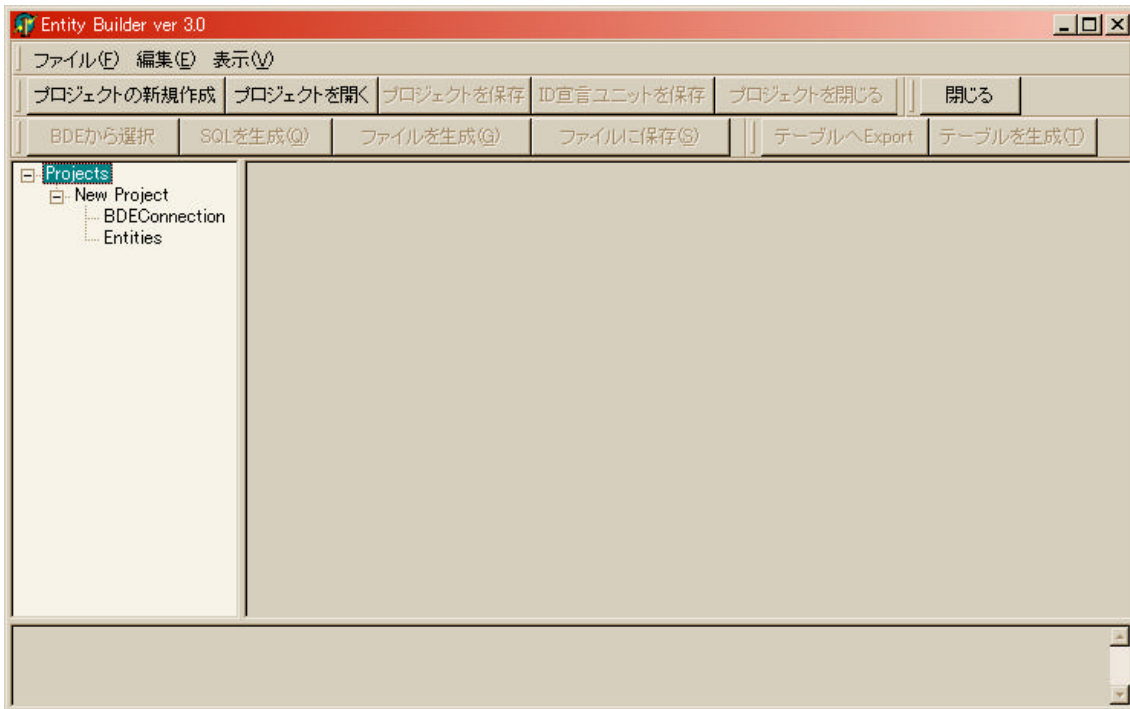 Entity Builder ver 3.0
ファイル(F) 編集(E) 表示(V)
プロジェクトの新規作成 プロジェクトを開く プロジェクトを保存 ID宣言ユニットを保存 プロジェクトを閉じる 閉じる
BDEから選択 SQLを生成(Q) ファイルを生成(G) ファイルに保存(S) テーブルへExport テーブルを生成(T)
Projects
New Project
BDEConnection
Entities